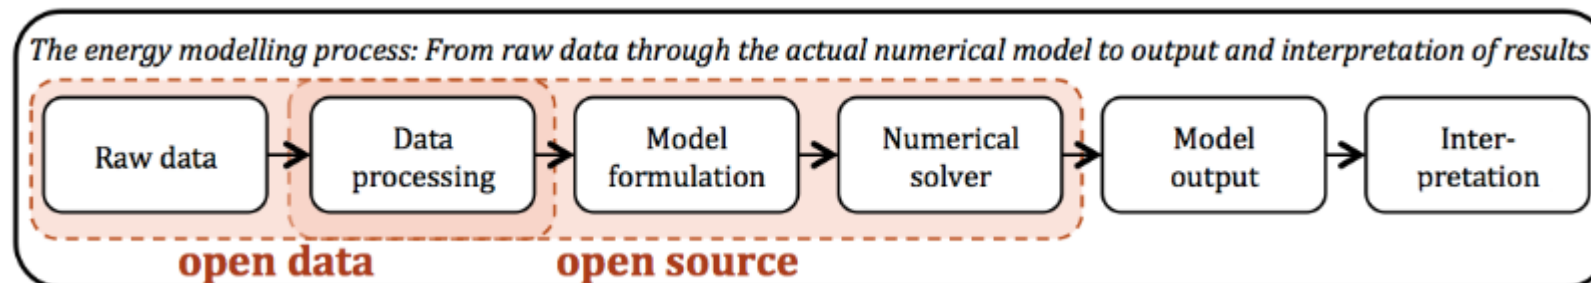 The energy modelling process: From raw data through the actual numerical model to output and interpretation of results
Raw data
Data
processing
Model
formulation
Numerical
solver
Model
output
Inter-
pretation
open data
open source